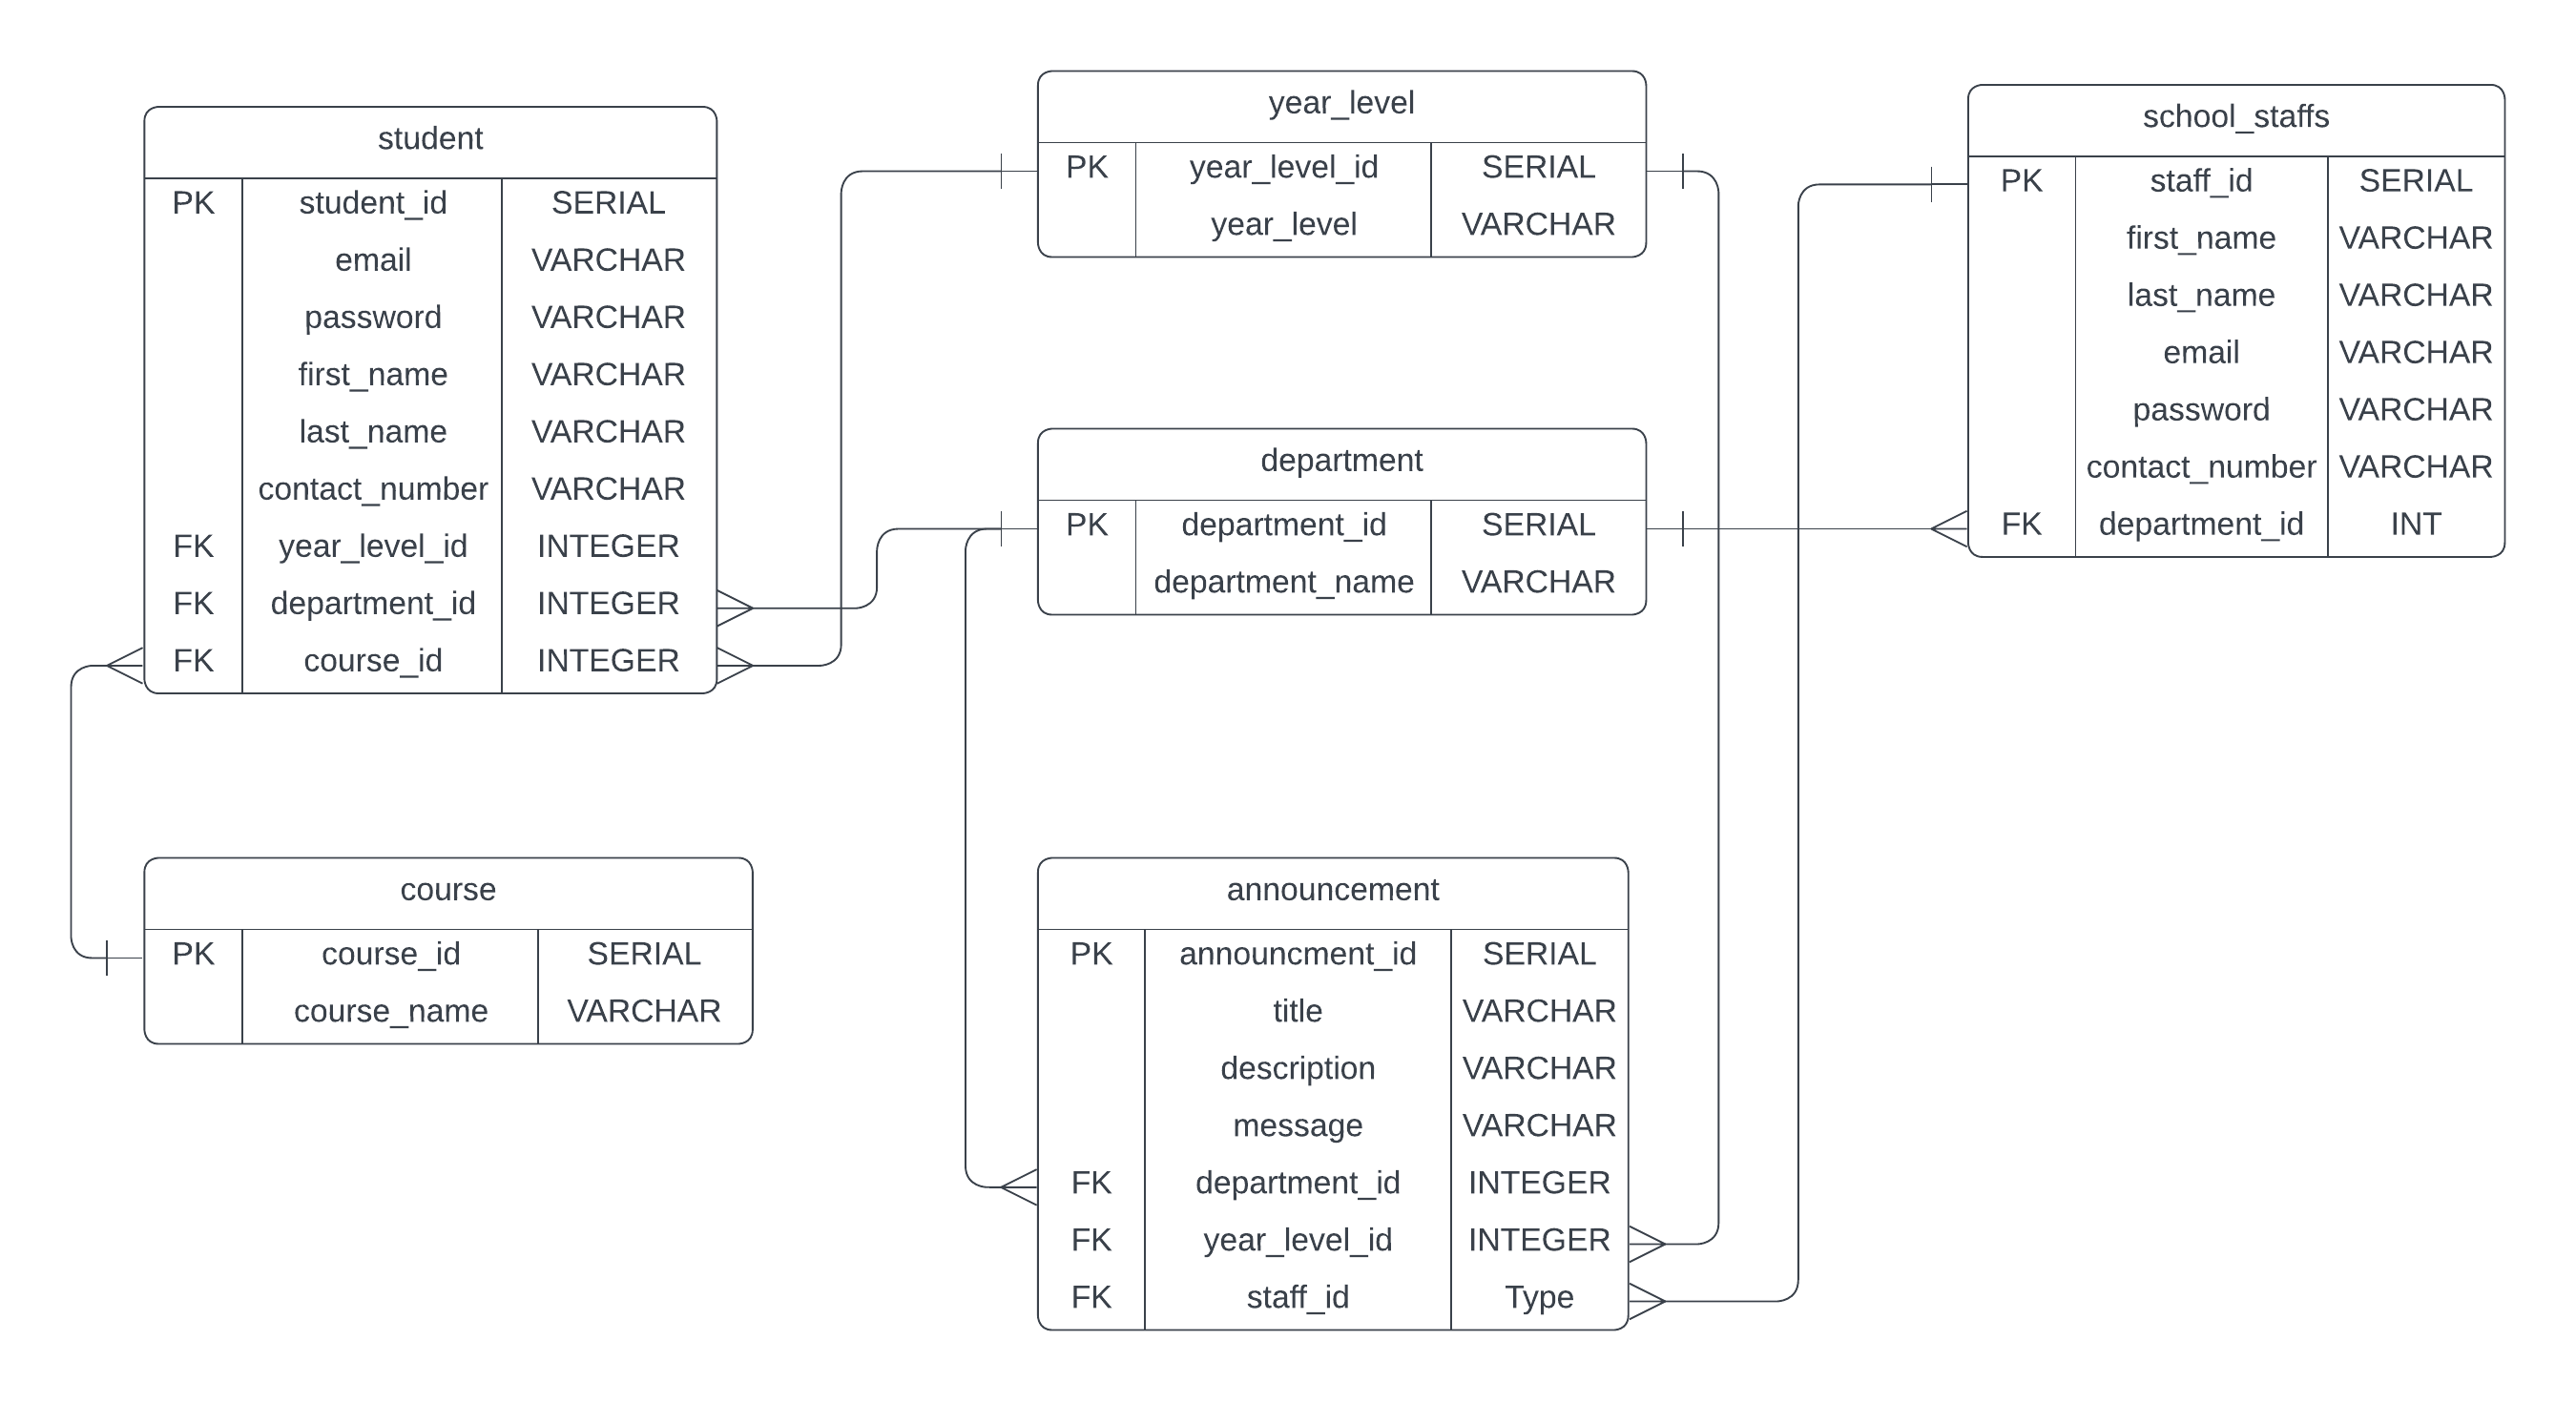 student
PK student_id SERIAL
email VARCHAR
password VARCHAR
first_name VARCHAR
last_name VARCHAR
contact_number VARCHAR
FK year_level_id INTEGER
FK department_id INTEGER
FK course_id INTEGER
year_level
PK year_level_id SERIAL
year_level VARCHAR
school_staffs
PK staff_id SERIAL
first_name VARCHAR
last_name VARCHAR
email VARCHAR
password VARCHAR
contact_number VARCHAR
FK department_id INT
department
PK department_id SERIAL
department_name VARCHAR
course
PK course_id SERIAL
course_name VARCHAR
announcement
PK announcment_id SERIAL
title VARCHAR
description VARCHAR
message VARCHAR
FK department_id INTEGER
FK year_level_id INTEGER
FK staff_id Type